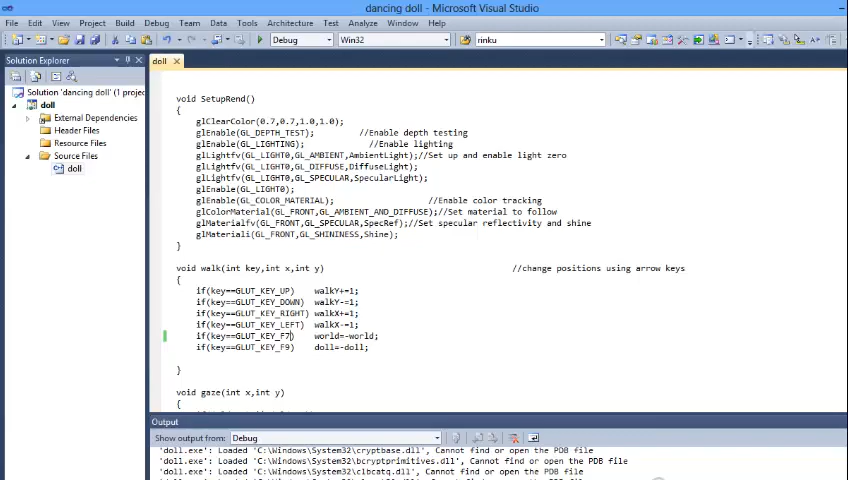 dancing doll - Microsoft Visual Studio
File Edit View Project Build Debug Team Data Tools Architecture Test Analyze Window Help
Debug Win32 rinku
Solution Explorer
Solution 'dancing doll' (1 projec
doll
External Dependencies
Header Files
Resource Files
Source Files
doll
doll
void SetupRend()
{
glClearColor(0.7,0.7,1.0,1.0);
glEnable(GL_DEPTH_TEST); //Enable depth testing
glEnable(GL_LIGHTING); //Enable lighting
glLightfv(GL_LIGHT0,GL_AMBIENT,AmbientLight);//Set up and enable light zero
glLightfv(GL_LIGHT0,GL_DIFFUSE,DiffuseLight);
glLightfv(GL_LIGHT0,GL_SPECULAR,SpecularLight);
glEnable(GL_LIGHT0);
glEnable(GL_COLOR_MATERIAL); //Enable color tracking
glColorMaterial(GL_FRONT,GL_AMBIENT_AND_DIFFUSE);//Set material to follow
glMaterialfv(GL_FRONT,GL_SPECULAR,SpecRef);//Set specular reflectivity and shine
glMateriali(GL_FRONT,GL_SHININESS,Shine);
}
void walk(int key,int x,int y) //change positions using arrow keys
{
if(key==GLUT_KEY_UP) walkY+=1;
if(key==GLUT_KEY_DOWN) walkY-=1;
if(key==GLUT_KEY_RIGHT) walkX+=1;
if(key==GLUT_KEY_LEFT) walkX-=1;
if(key==GLUT_KEY_F7) world=-world;
if(key==GLUT_KEY_F9) doll=-doll;
}
void gaze(int x,int y)
{
Output
Show output from: Debug
'doll.exe': Loaded 'C:\Windows\System32\cryptbase.dll', Cannot find or open the PDB file
'doll.exe': Loaded 'C:\Windows\System32\bcryptprimitives.dll', Cannot find or open the PDB file
'doll.exe': Loaded 'C:\Windows\System32\clbcatq.dll', Cannot find or open the PDB file